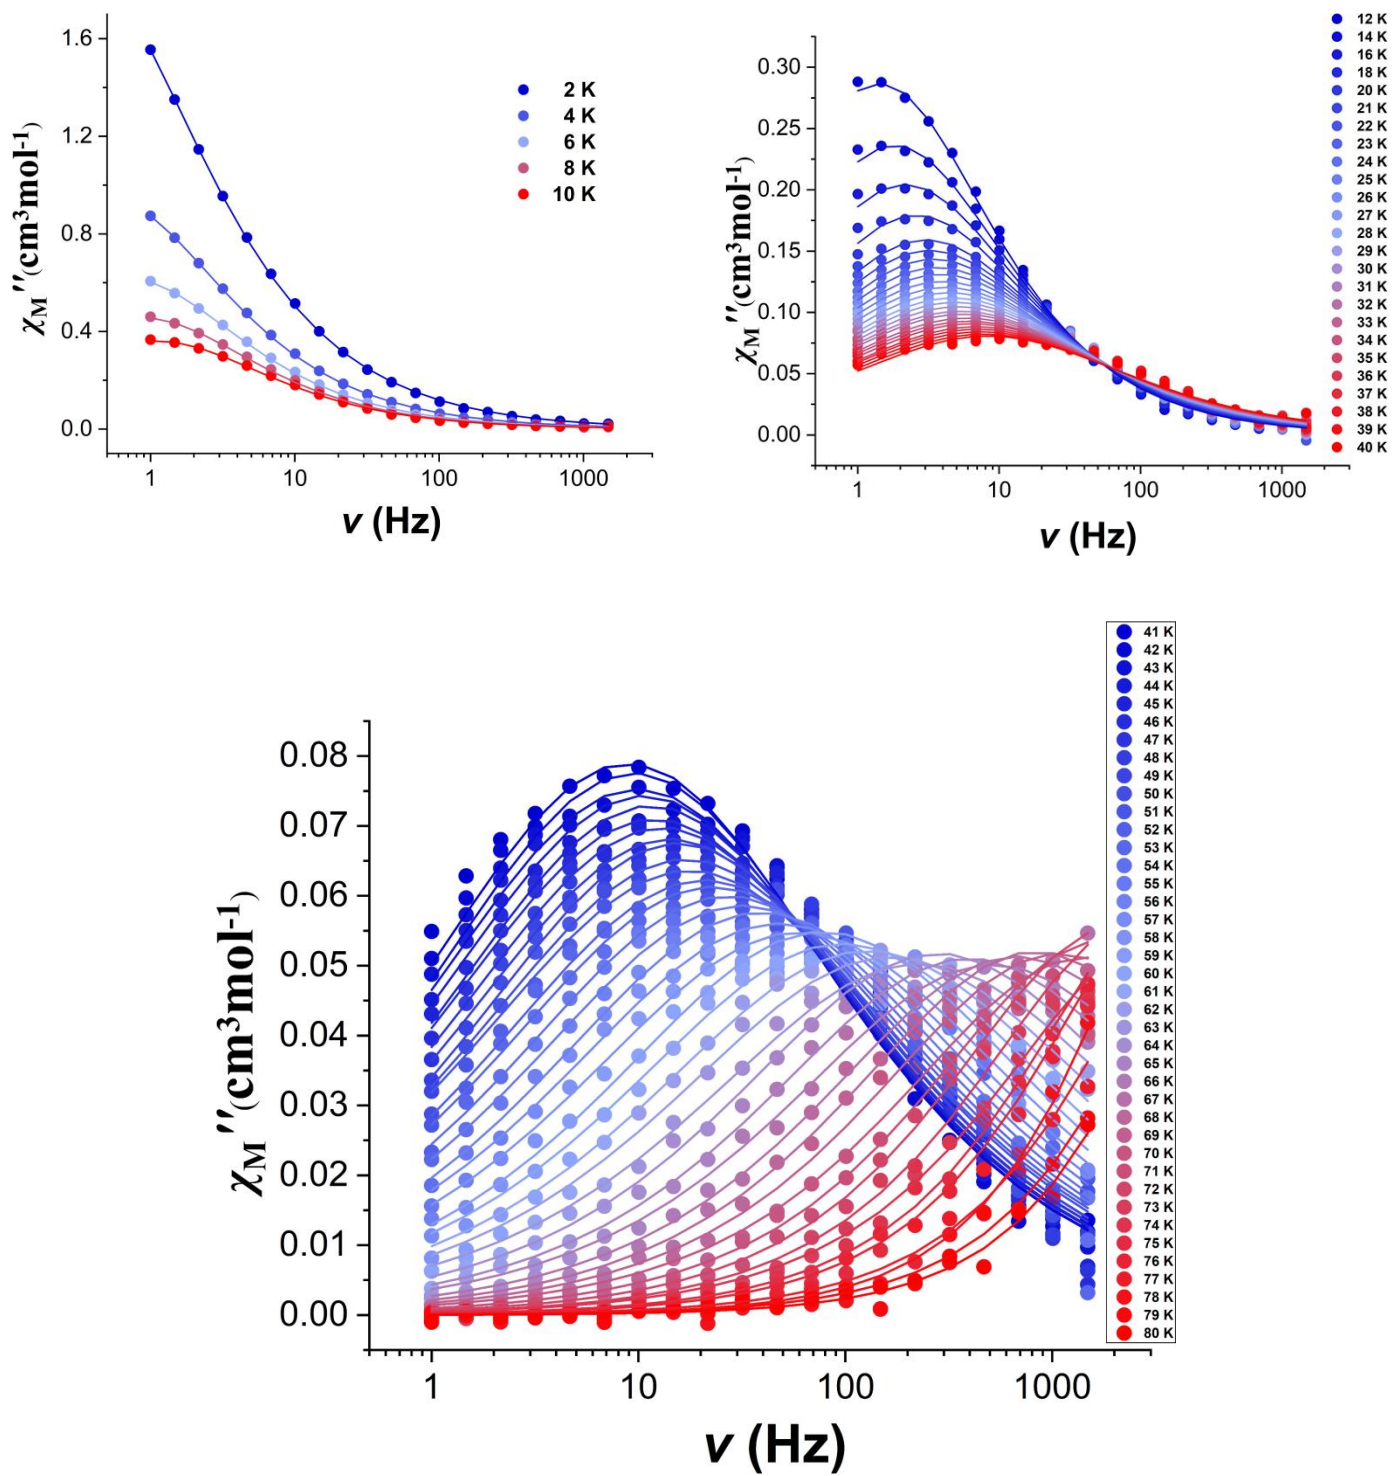 1.6
1.2
0.8
0.4
0.0
χM′′(cm³mol⁻¹)
2 K
4 K
6 K
8 K
10 K
1 10 100 1000
ν (Hz)
0.30
0.25
0.20
0.15
0.10
0.05
0.00
χM′′(cm³mol⁻¹)
1 10 100 1000
ν (Hz)
12 K
14 K
16 K
18 K
20 K
21 K
22 K
23 K
24 K
25 K
26 K
27 K
28 K
29 K
30 K
31 K
32 K
33 K
34 K
35 K
36 K
37 K
38 K
39 K
40 K
0.08
0.07
0.06
0.05
0.04
0.03
0.02
0.01
0.00
χM′′(cm³mol⁻¹)
1 10 100 1000
ν (Hz)
41 K
42 K
43 K
44 K
45 K
46 K
47 K
48 K
49 K
50 K
51 K
52 K
53 K
54 K
55 K
56 K
57 K
58 K
59 K
60 K
61 K
62 K
63 K
64 K
65 K
66 K
67 K
68 K
69 K
70 K
71 K
72 K
73 K
74 K
75 K
76 K
77 K
78 K
79 K
80 K